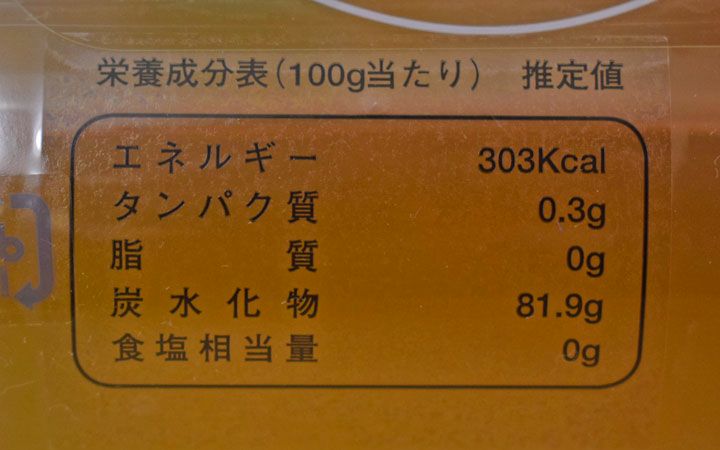 栄養成分表(100g当たり) 推定値
エネルギー 303Kcal
タンパク質 0.3g
脂質 0g
炭水化物 81.9g
食塩相当量 0g